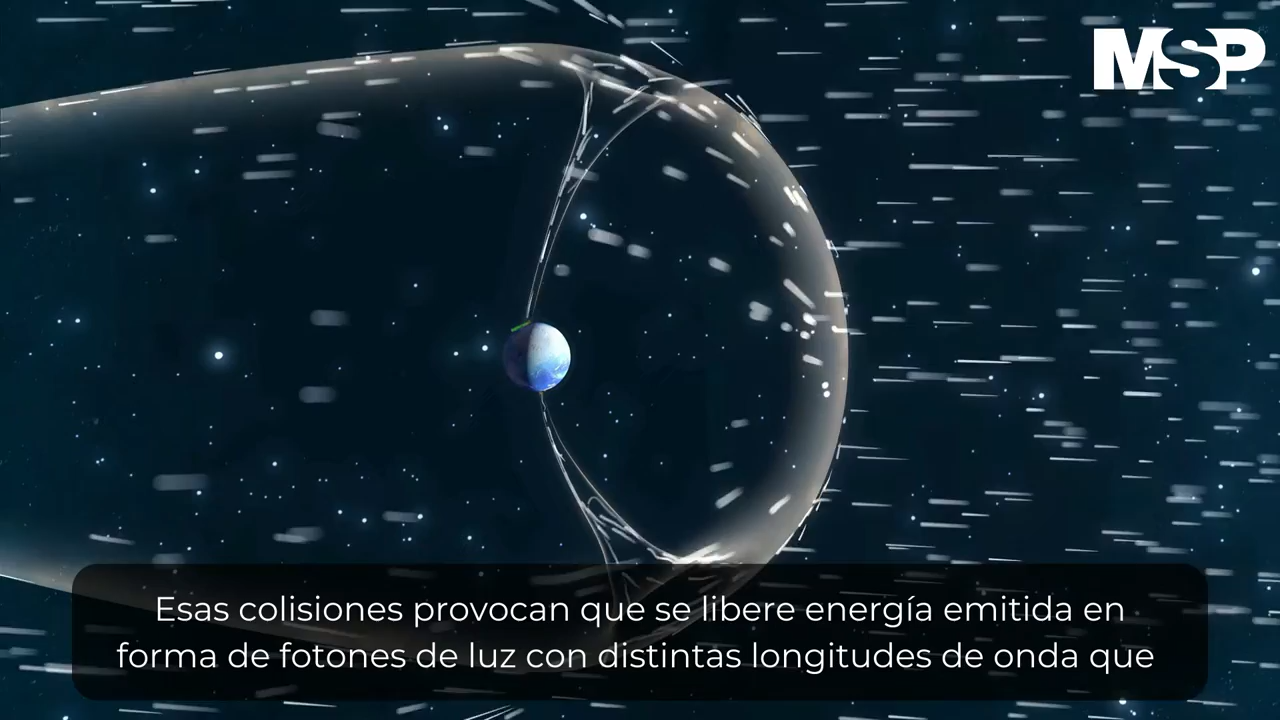 MSP
Esas colisiones provocan que se libere energía emitida en
forma de fotones de luz con distintas longitudes de onda que